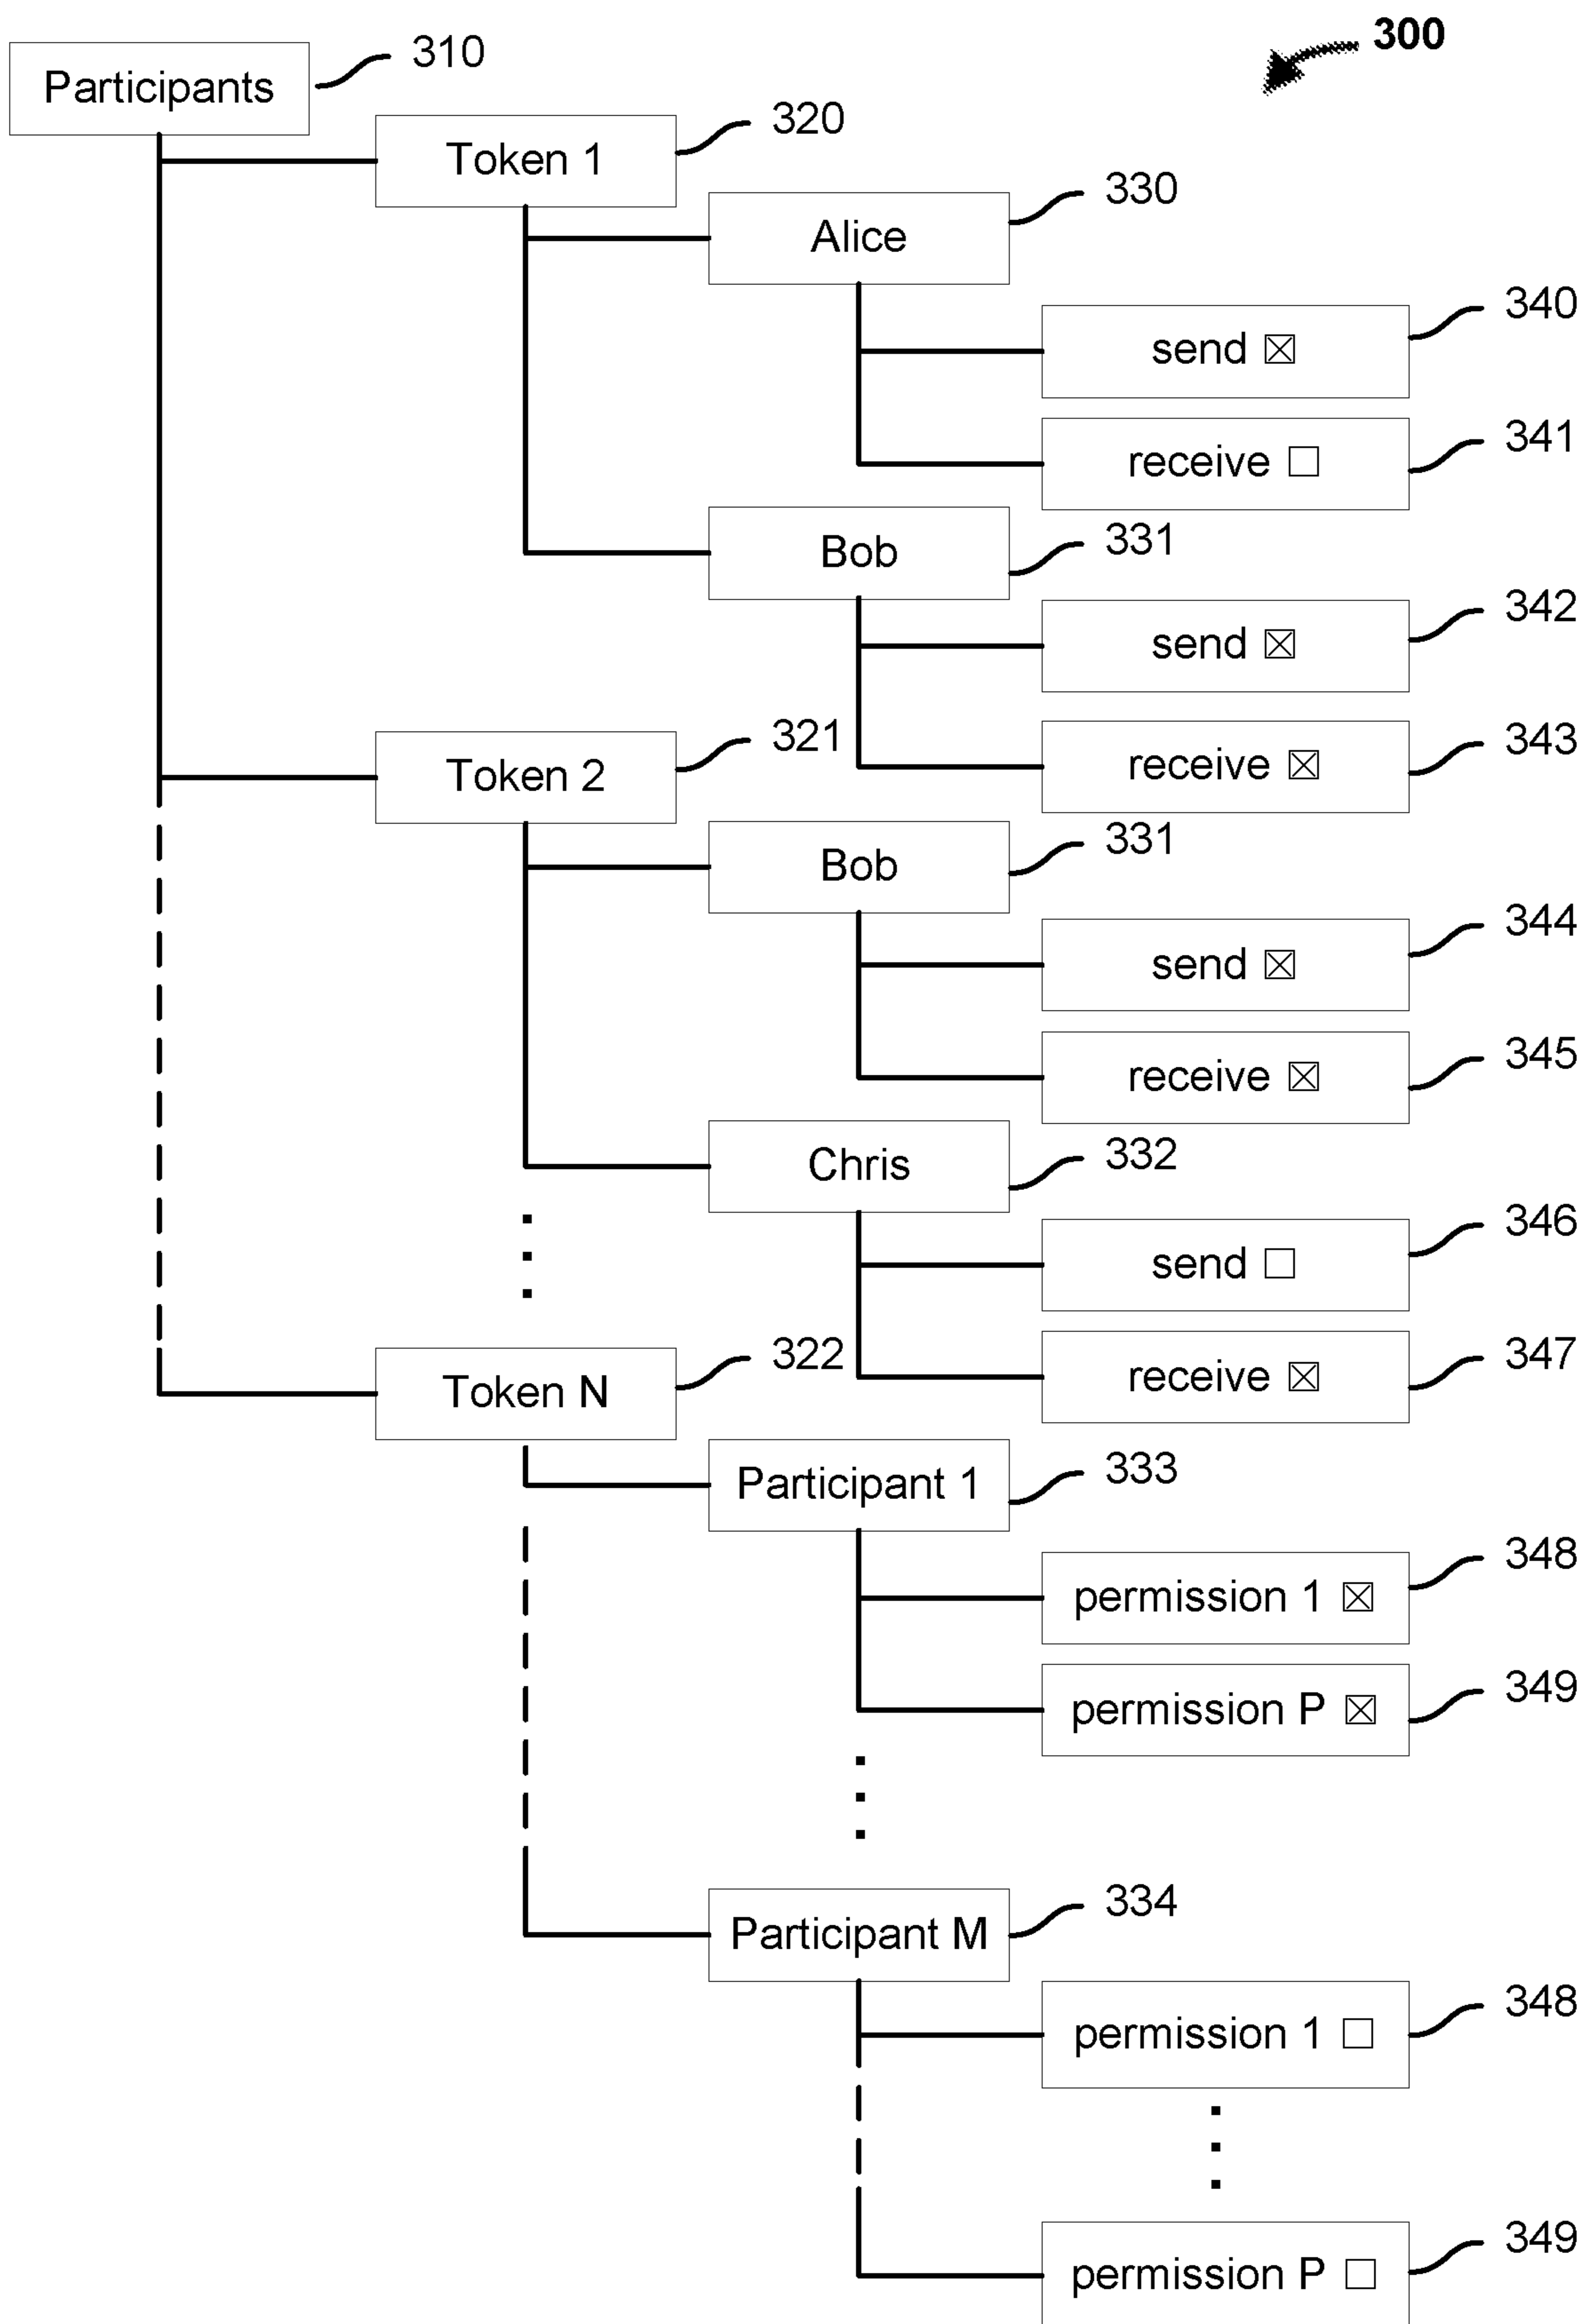 300
Participants 310
Token 1 320
Alice 330
send ☒ 340
receive ☐ 341
Bob 331
send ☒ 342
receive ☒ 343
Token 2 321
Bob 331
send ☒ 344
receive ☒ 345
Chris 332
send ☐ 346
receive ☒ 347
Token N 322
Participant 1 333
permission 1 ☒ 348
permission P ☒ 349
Participant M 334
permission 1 ☐ 348
permission P ☐ 349